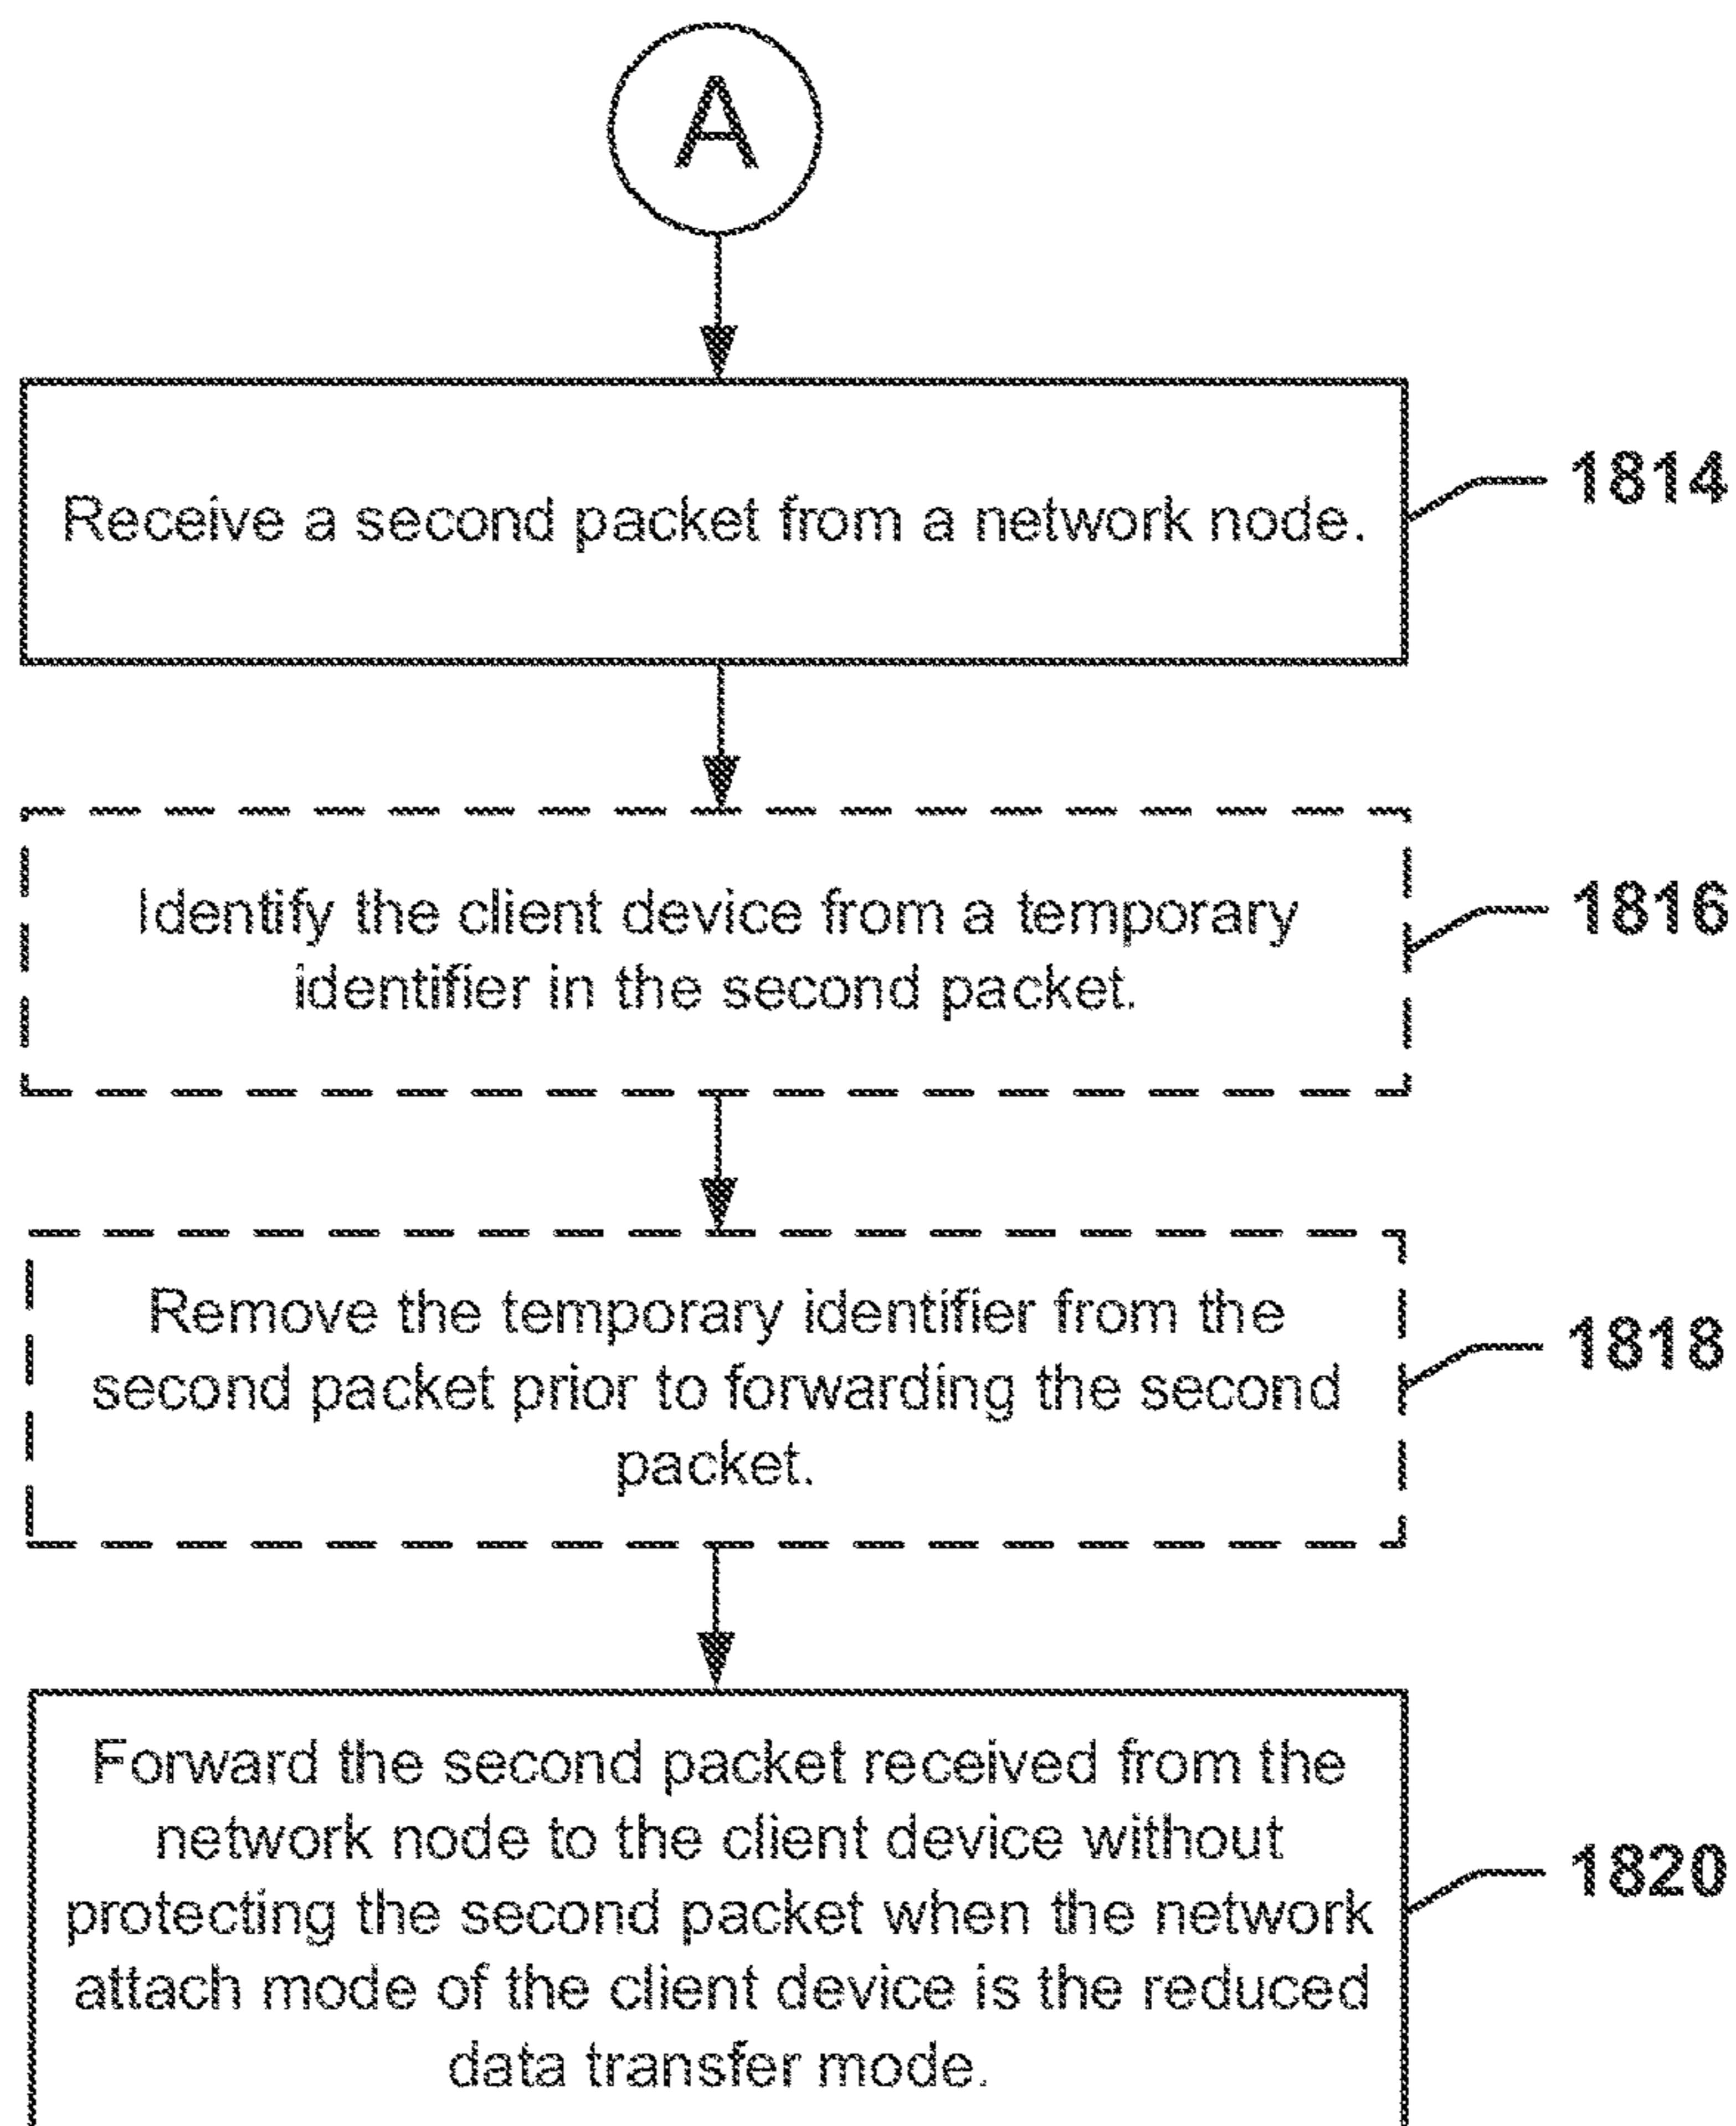 A
Receive a second packet from a network node.
1814
Identify the client device from a temporary
identifier in the second packet.
1816
Remove the temporary identifier from the
second packet prior to forwarding the second
packet.
1818
Forward the second packet received from the
network node to the client device without
protecting the second packet when the network
attach mode of the client device is the reduced
data transfer mode.
1820